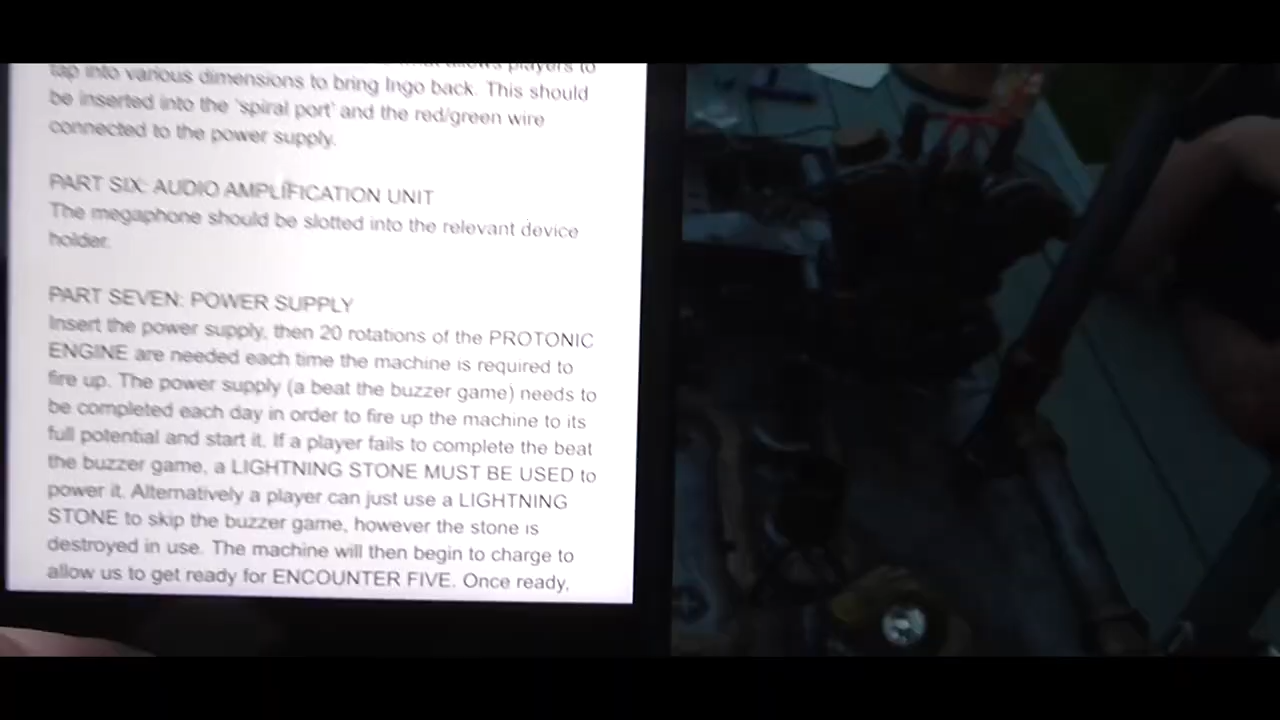 allows players to
tap into various dimensions to bring Ingo back. This should
be inserted into the 'spiral port' and the red/green wire
connected to the power supply.
PART SIX: AUDIO AMPLIFICATION UNIT
The megaphone should be slotted into the relevant device
holder.
PART SEVEN: POWER SUPPLY
Insert the power supply, then 20 rotations of the PROTONIC
ENGINE are needed each time the machine is required to
fire up. The power supply (a beat the buzzer game) needs to
be completed each day in order to fire up the machine to its
full potential and start it. If a player fails to complete the beat
the buzzer game, a LIGHTNING STONE MUST BE USED to
power it. Alternatively a player can just use a LIGHTNING
STONE to skip the buzzer game, however the stone is
destroyed in use. The machine will then begin to charge to
allow us to get ready for ENCOUNTER FIVE. Once ready,